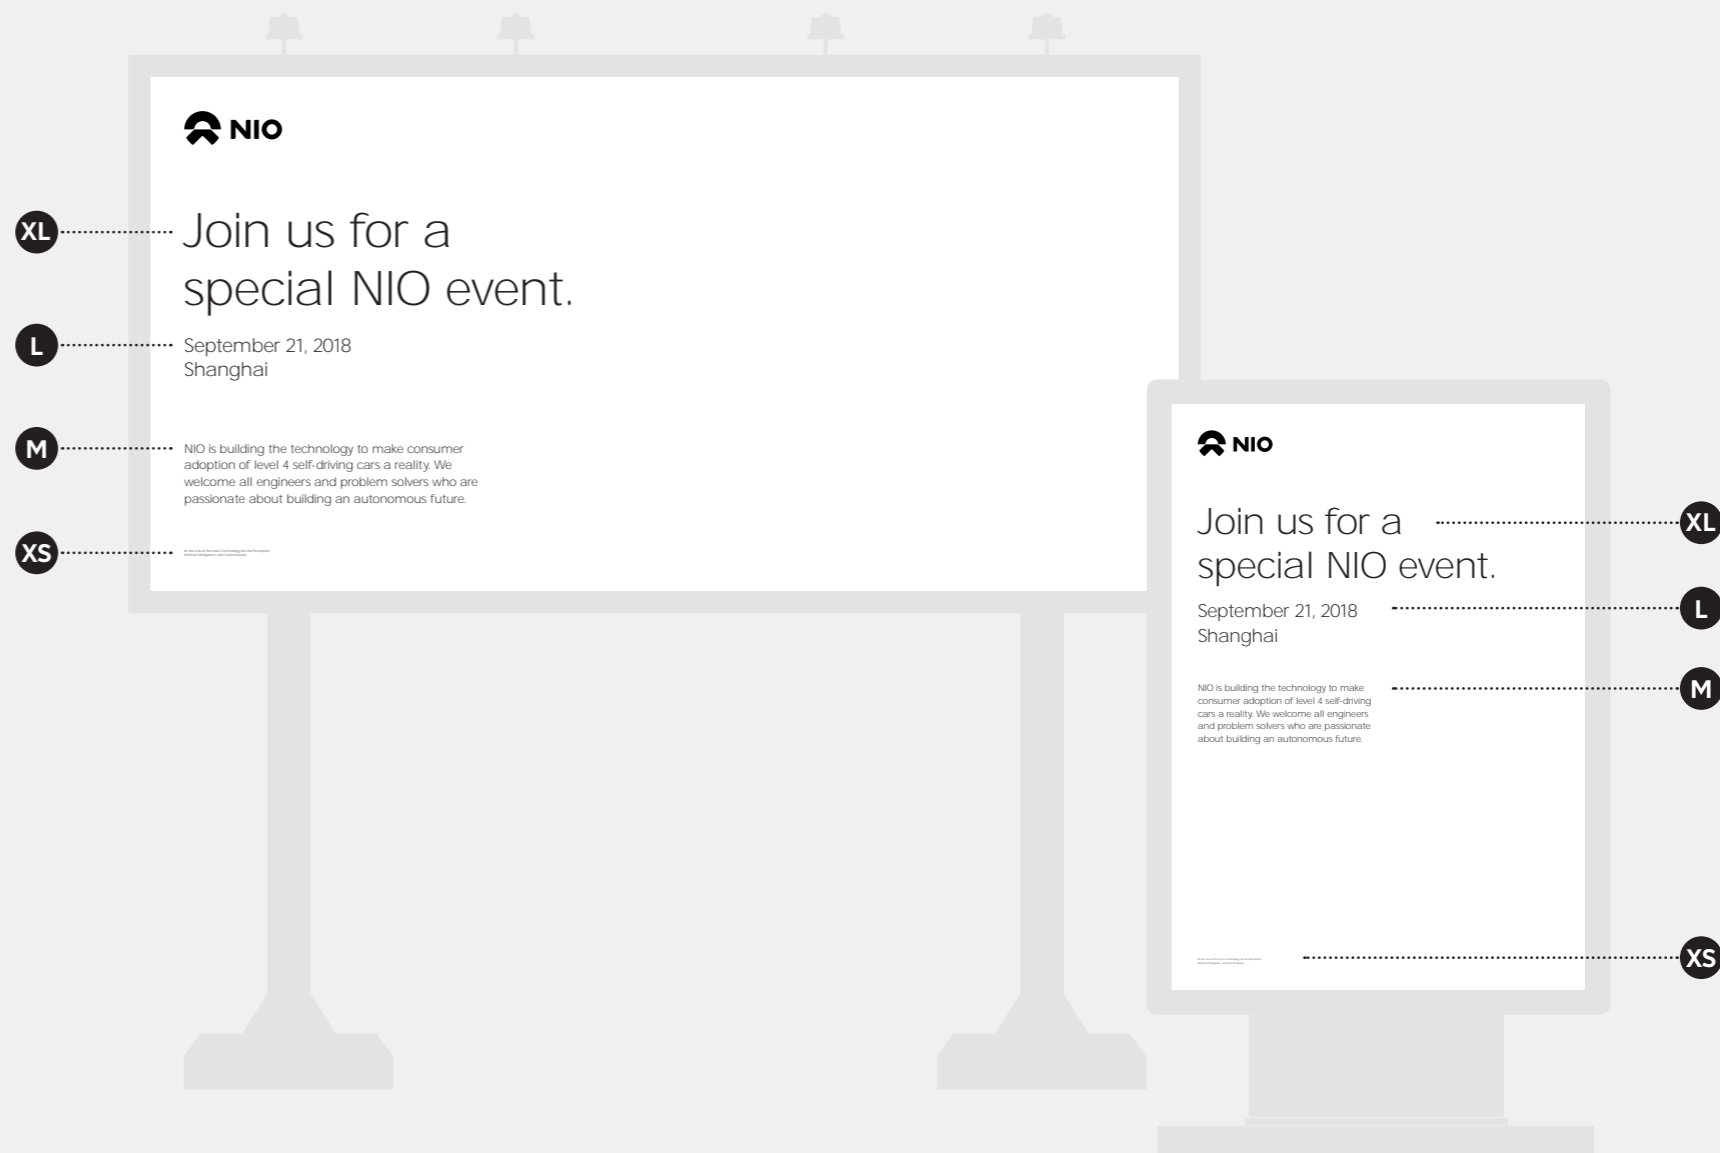 NIO
XL
Join us for a
special NIO event.
L
September 21, 2018
Shanghai
M
NIO is building the technology to make consumer
adoption of level 4 self-driving cars a reality. We
welcome all engineers and problem solvers who are
passionate about building an autonomous future.
XS
NIO
Join us for a
XL
special NIO event.
September 21, 2018
L
Shanghai
NIO is building the technology to make
M
consumer adoption of level 4 self-driving
cars a reality. We welcome all engineers
and problem solvers who are passionate
about building an autonomous future.
XS